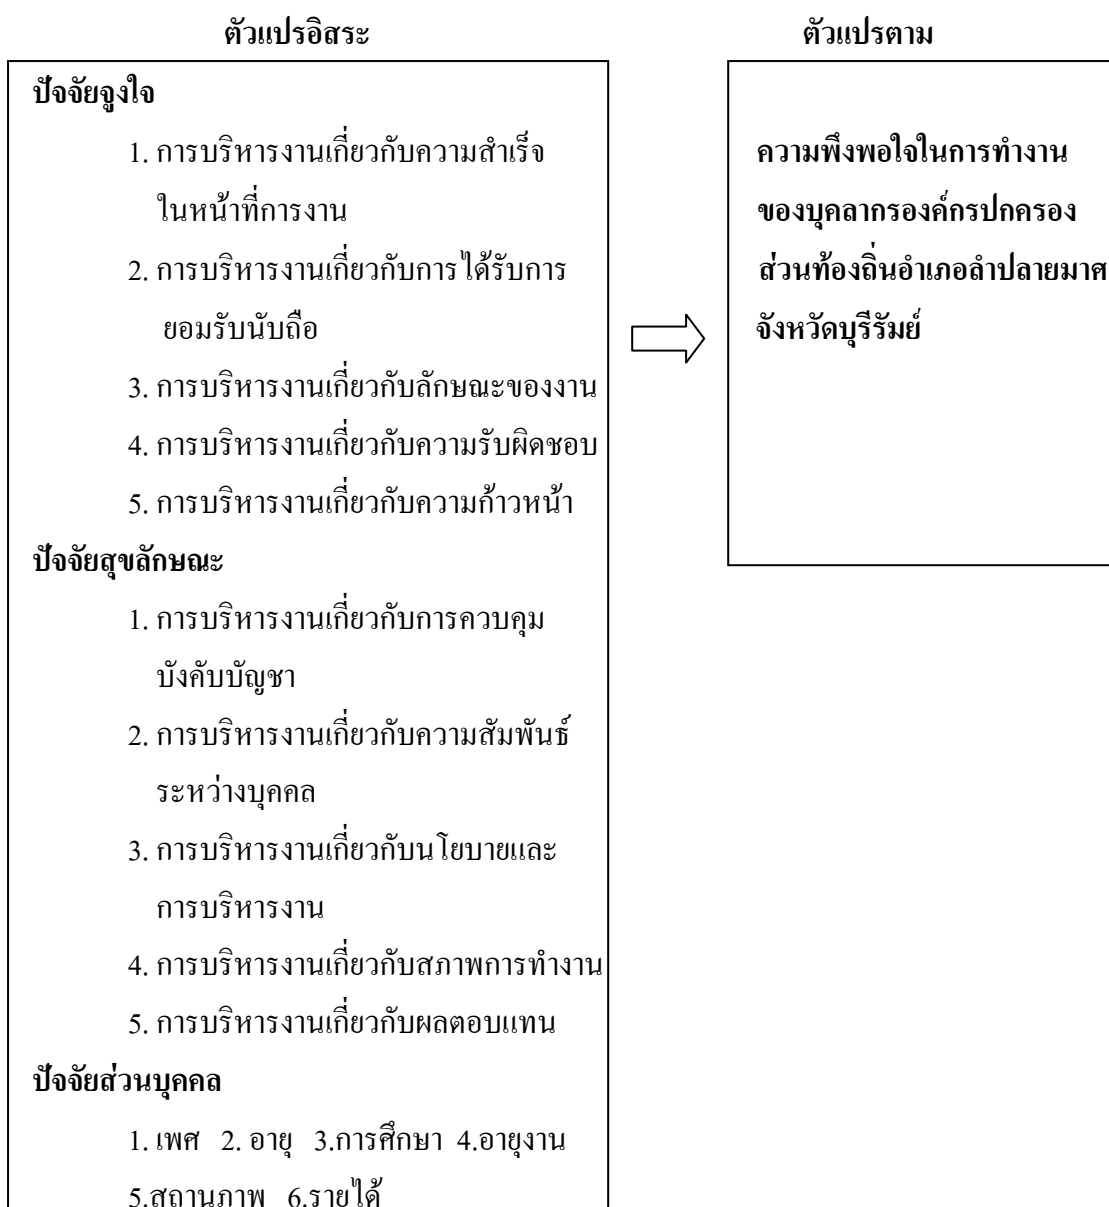 ตัวแปรอิสระ
ปัจจัยจูงใจ
1. การบริหารงานเกี่ยวกับความสำเร็จ
ในหน้าที่การงาน
2. การบริหารงานเกี่ยวกับการได้รับการ
ยอมรับนับถือ
3. การบริหารงานเกี่ยวกับลักษณะของงาน
4. การบริหารงานเกี่ยวกับความรับผิดชอบ
5. การบริหารงานเกี่ยวกับความก้าวหน้า
ปัจจัยสุขลักษณะ
1. การบริหารงานเกี่ยวกับการควบคุม
บังคับบัญชา
2. การบริหารงานเกี่ยวกับความสัมพันธ์
ระหว่างบุคคล
3. การบริหารงานเกี่ยวกับนโยบายและ
การบริหารงาน
4. การบริหารงานเกี่ยวกับสภาพการทำงาน
5. การบริหารงานเกี่ยวกับผลตอบแทน
ปัจจัยส่วนบุคคล
1. เพศ 2. อายุ 3.การศึกษา 4.อายุงาน
5.สถานภาพ 6.รายได้
ตัวแปรตาม
ความพึงพอใจในการทำงาน
ของบุคลากรองค์กรปกครอง
ส่วนท้องถิ่นอำเภอลำปลายมาศ
จังหวัดบุรีรัมย์